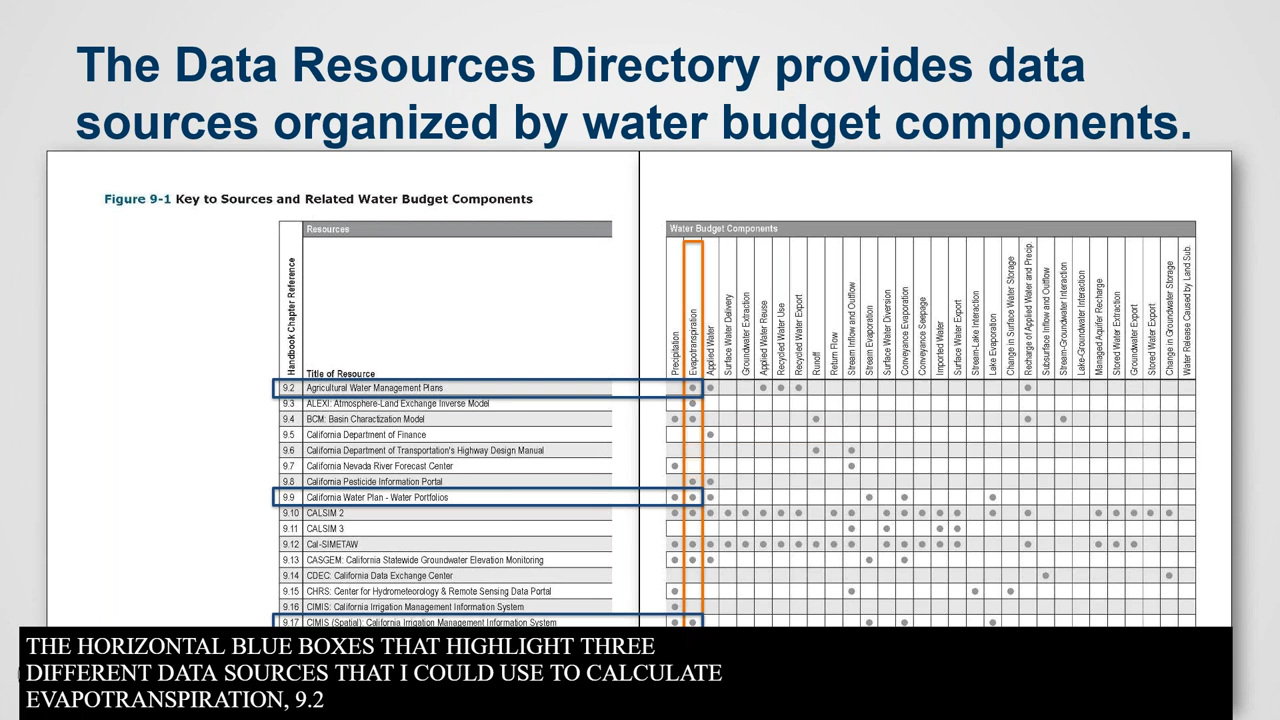 The Data Resources Directory provides data
sources organized by water budget components.
Figure 9-1 Key to Sources and Related Water Budget Components
Handbook Chapter Reference
Resources
Title of Resource
Water Budget Components
Precipitation
Evapotranspiration
Applied Water
Surface Water Delivery
Groundwater Extraction
Applied Water Reuse
Recycled Water Use
Recycled Water Export
Runoff
Return Flow
Stream Inflow and Outflow
Stream Evaporation
Surface Water Diversion
Conveyance Evaporation
Conveyance Seepage
Imported Water
Surface Water Export
Stream-Lake Interaction
Lake Evaporation
Change in Surface Water Storage
Recharge of Applied Water and Precip.
Subsurface Inflow and Outflow
Stream-Groundwater Interaction
Lake-Groundwater Interaction
Managed Aquifer Recharge
Stored Water Extraction
Groundwater Export
Stored Water Export
Change in Groundwater Storage
Water Release Caused by Land Sub.
9.2 Agricultural Water Management Plans
9.3 ALEXI: Atmosphere-Land Exchange Inverse Model
9.4 BCM: Basin Charactization Model
9.5 California Department of Finance
9.6 California Department of Transportation's Highway Design Manual
9.7 California Nevada River Forecast Center
9.8 California Pesticide Information Portal
9.9 California Water Plan - Water Portfolios
9.10 CALSIM 2
9.11 CALSIM 3
9.12 Cal-SIMETAW
9.13 CASGEM: California Statewide Groundwater Elevation Monitoring
9.14 CDEC: California Data Exchange Center
9.15 CHRS: Center for Hydrometeorology & Remote Sensing Data Portal
9.16 CIMIS: California Irrigation Management Information System
9.17 CIMIS (Spatial): California Irrigation Management Information System
THE HORIZONTAL BLUE BOXES THAT HIGHLIGHT THREE
DIFFERENT DATA SOURCES THAT I COULD USE TO CALCULATE
EVAPOTRANSPIRATION, 9.2